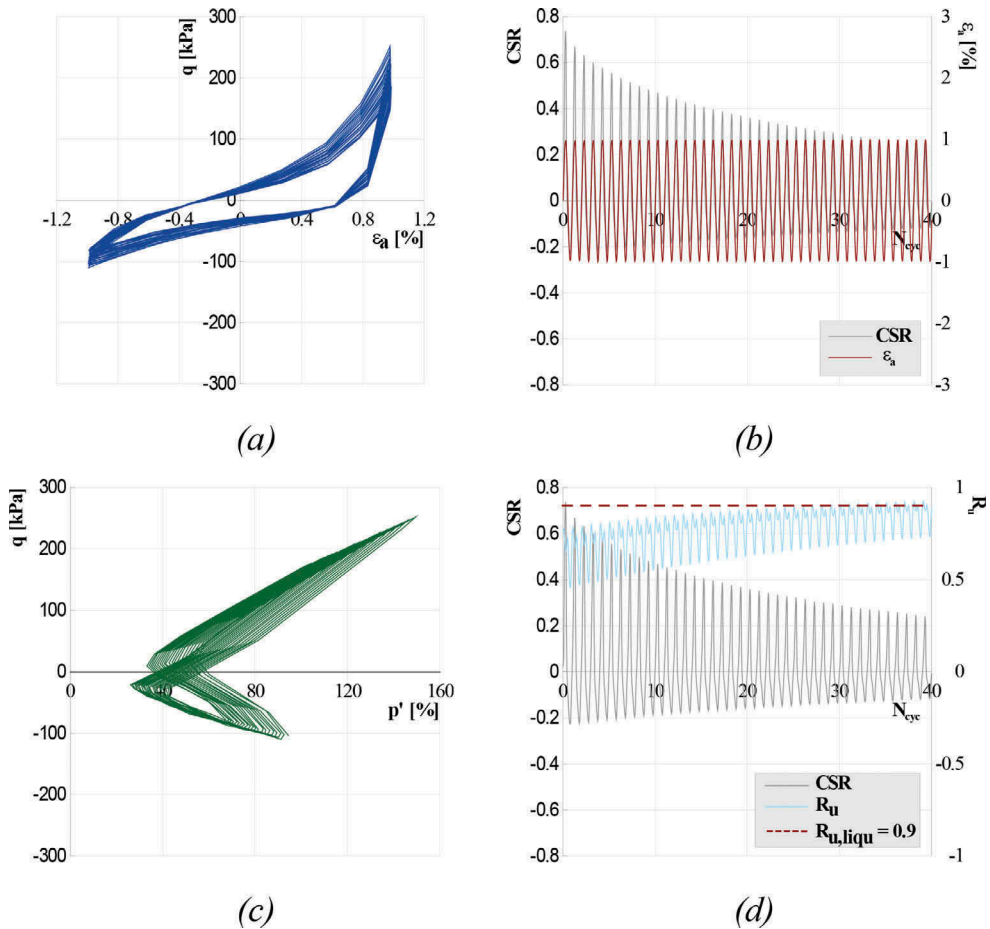 300
200
100
0
-100
-200
-300
q [kPa]
-1.2 -0.8 -0.4 0 0.4 0.8 1.2
εa [%]
(a)
0.8
0.6
0.4
0.2
0
-0.2
-0.4
-0.6
-0.8
CSR
3
2
1
0
-1
-2
-3
εa [%]
0 10 20 30 40
Ncyc
CSR
εa
(b)
300
200
100
0
-100
-200
-300
q [kPa]
0 40 80 120 160
p' [%]
(c)
0.8
0.6
0.4
0.2
0
-0.2
-0.4
-0.6
-0.8
CSR
1
0.5
0
-0.5
-1
Ru
0 10 20 30 40
Ncyc
CSR
Ru
Ru,liqu = 0.9
(d)